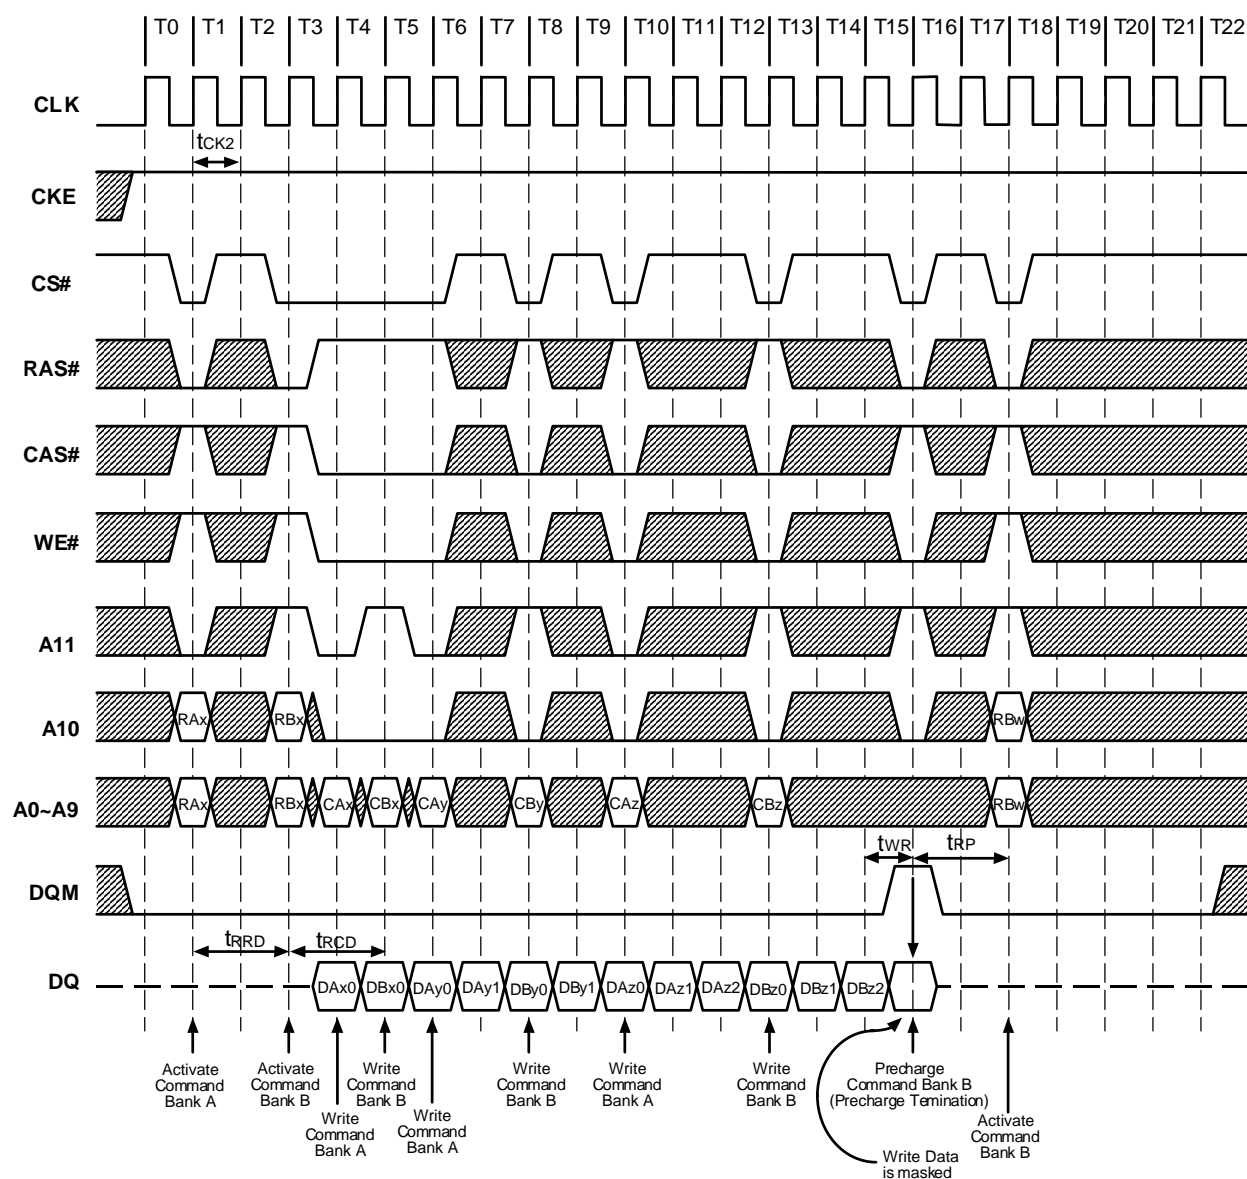 T0 T1 T2 T3 T4 T5 T6 T7 T8 T9 T10 T11 T12 T13 T14 T15 T16 T17 T18 T19 T20 T21 T22
CLK
tCK2
CKE
CS#
RAS#
CAS#
WE#
A11
A10
RAx RBx RBw
A0~A9
RAx RBx CAx CBx CAy CBy CAz CBz RBw
tWR tRP
DQM
tRRD tRCD
DQ
DAx0 DBx0 DAy0 DAy1 DBy0 DBy1 DAz0 DAz1 DAz2 DBz0 DBz1 DBz2
Activate
Command
Bank A
Activate
Command
Bank B
Write
Command
Bank A
Write
Command
Bank B
Write
Command
Bank A
Write
Command
Bank B
Write
Command
Bank A
Write
Command
Bank B
Precharge
Command Bank B
(Precharge Temination)
Activate
Command
Bank B
Write Data
is masked